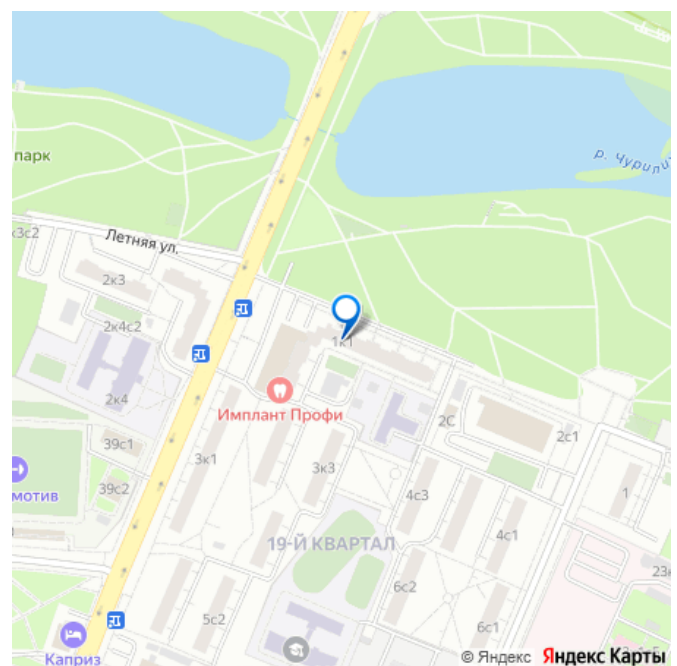 парк
р. Чурили
к3с2
Летняя ул.
2к3
2к4с2
1к1
2к4
Имплант Профи
2С
2с1
39с1
3к1
3к3
мотив
39с2
4с3
1
19-Й КВАРТАЛ
4с1
6с2
23к
5с2
6с1
Каприз
© Яндекс Яндекс Карты